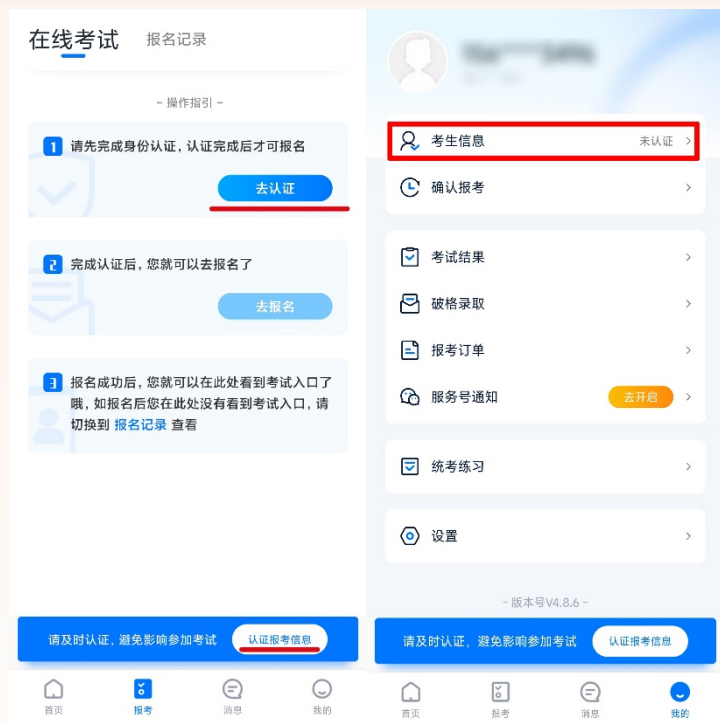 在线考试 报名记录
- 操作指引 -
1 请先完成身份认证，认证完成后才可报名
去认证
2 完成认证后，您就可以去报名了
去报名
3 报名成功后，您就可以在此处看到考试入口了
哦，如报名后您在此处没有看到考试入口，请
切换到 报名记录 查看
请及时认证，避免影响参加考试 认证报考信息
首页 报考 消息 我的
考生信息 未认证
确认报考
考试结果
破格录取
报考订单
服务号通知 去开启
统考练习
设置
- 版本号V4.8.6 -
请及时认证，避免影响参加考试 认证报考信息
首页 报考 消息 我的